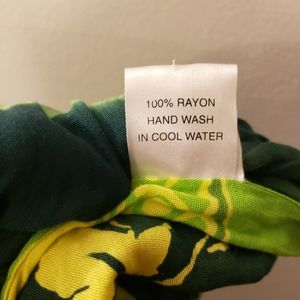 100% RAYON
HAND WASH
IN COOL WATER